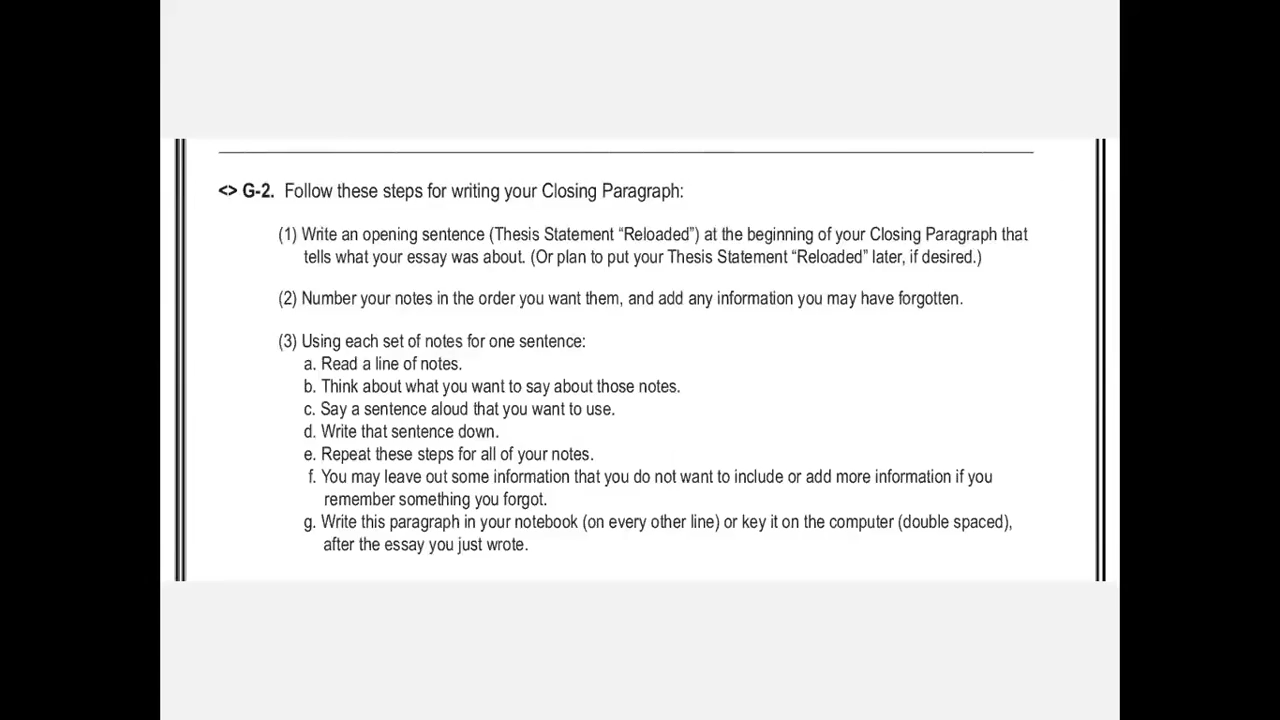 <> G-2. Follow these steps for writing your Closing Paragraph:
(1) Write an opening sentence (Thesis Statement “Reloaded”) at the beginning of your Closing Paragraph that
tells what your essay was about. (Or plan to put your Thesis Statement “Reloaded” later, if desired.)
(2) Number your notes in the order you want them, and add any information you may have forgotten.
(3) Using each set of notes for one sentence:
a. Read a line of notes.
b. Think about what you want to say about those notes.
c. Say a sentence aloud that you want to use.
d. Write that sentence down.
e. Repeat these steps for all of your notes.
f. You may leave out some information that you do not want to include or add more information if you
remember something you forgot.
g. Write this paragraph in your notebook (on every other line) or key it on the computer (double spaced),
after the essay you just wrote.